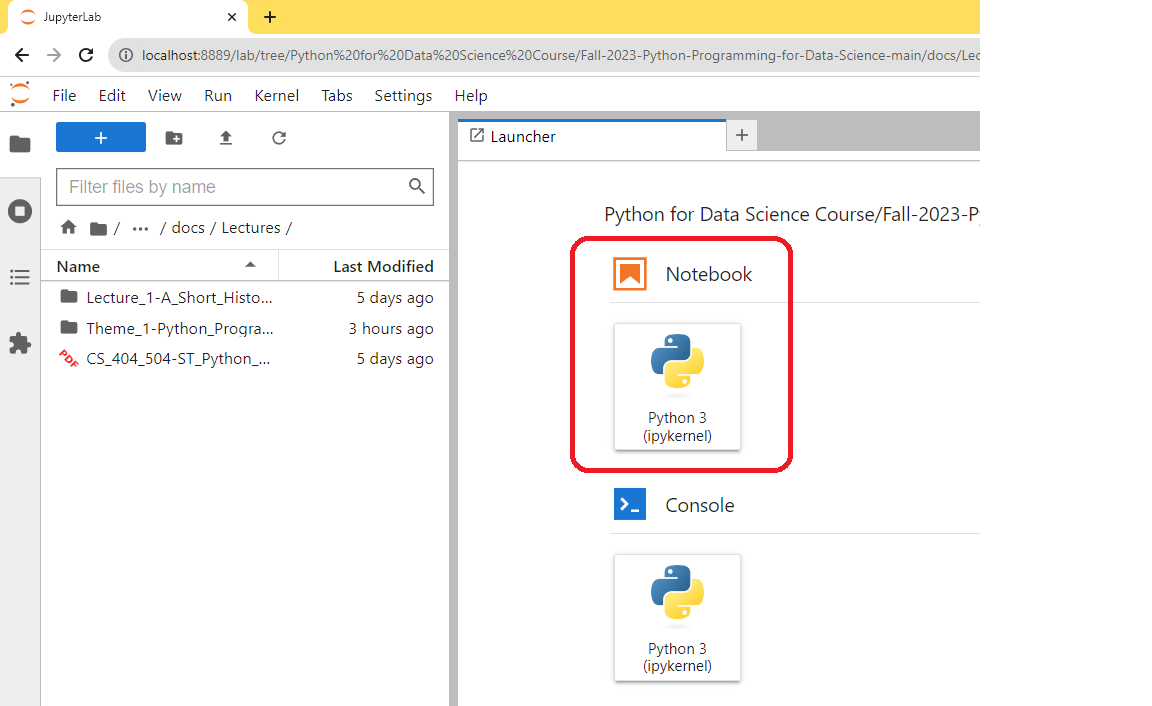 JupyterLab
localhost:8889/lab/tree/Python%20for%20Data%20Science%20Course/Fall-2023-Python-Programming-for-Data-Science-main/docs/Lec
File Edit View Run Kernel Tabs Settings Help
Launcher
Filter files by name
/ ··· / docs / Lectures /
Name Last Modified
Lecture_1-A_Short_Histo... 5 days ago
Theme_1-Python_Progra... 3 hours ago
PDF CS_404_504-ST_Python_... 5 days ago
Python for Data Science Course/Fall-2023-P
Notebook
Python 3
(ipykernel)
Console
Python 3
(ipykernel)